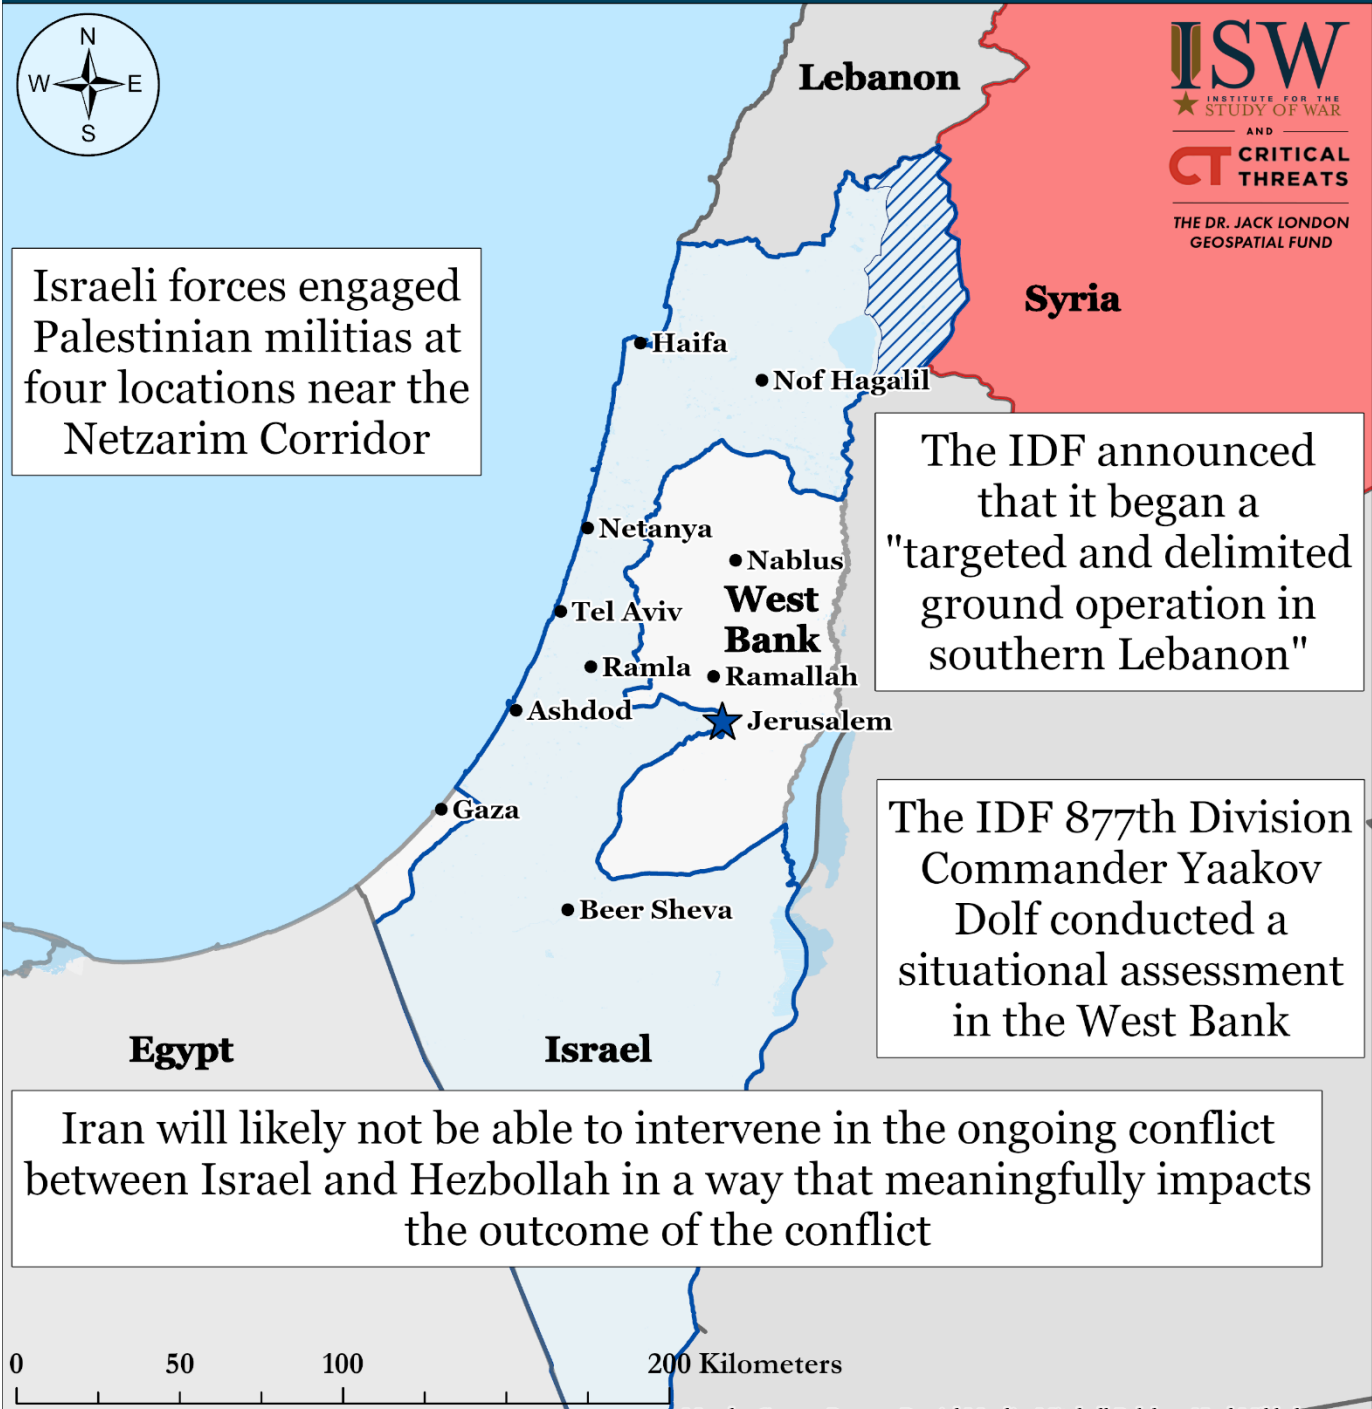 N
W
E
S
ISW
INSTITUTE FOR THE
STUDY OF WAR
AND
CT CRITICAL
THREATS
THE DR. JACK LONDON
GEOSPATIAL FUND
Lebanon
Syria
Israeli forces engaged
Palestinian militias at
four locations near the
Netzarim Corridor
Haifa
Nof Hagalil
The IDF announced
that it began a
"targeted and delimited
ground operation in
southern Lebanon"
Netanya
Nablus
West
Bank
Tel Aviv
Ramla
Ramallah
Ashdod
Jerusalem
Gaza
The IDF 877th Division
Commander Yaakov
Dolf conducted a
situational assessment
in the West Bank
Beer Sheva
Egypt
Israel
Iran will likely not be able to intervene in the ongoing conflict
between Israel and Hezbollah in a way that meaningfully impacts
the outcome of the conflict
0 50 100 200 Kilometers